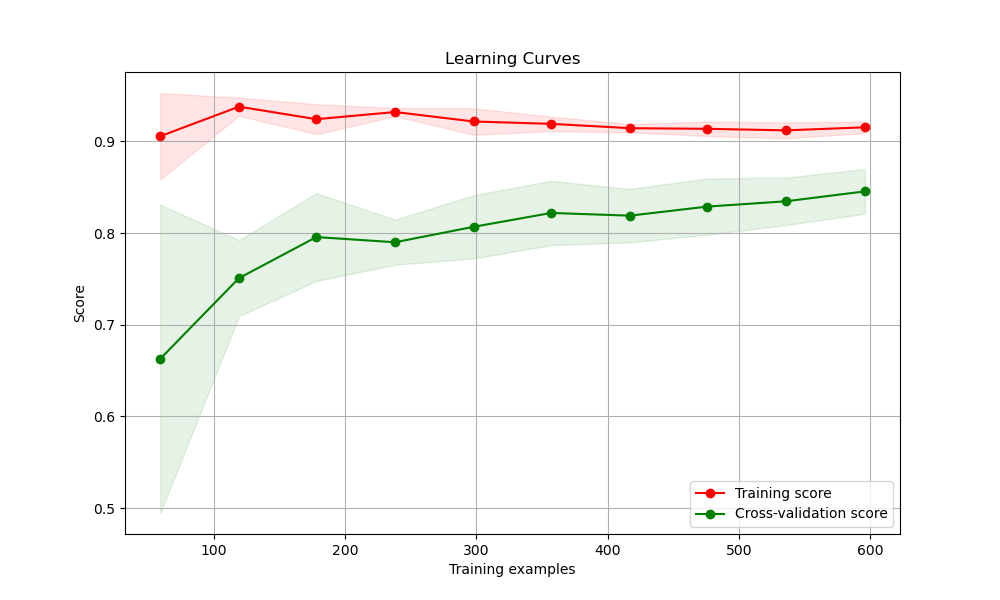 Learning Curves
Score
0.9
0.8
0.7
0.6
0.5
100 200 300 400 500 600
Training examples
Training score
Cross-validation score